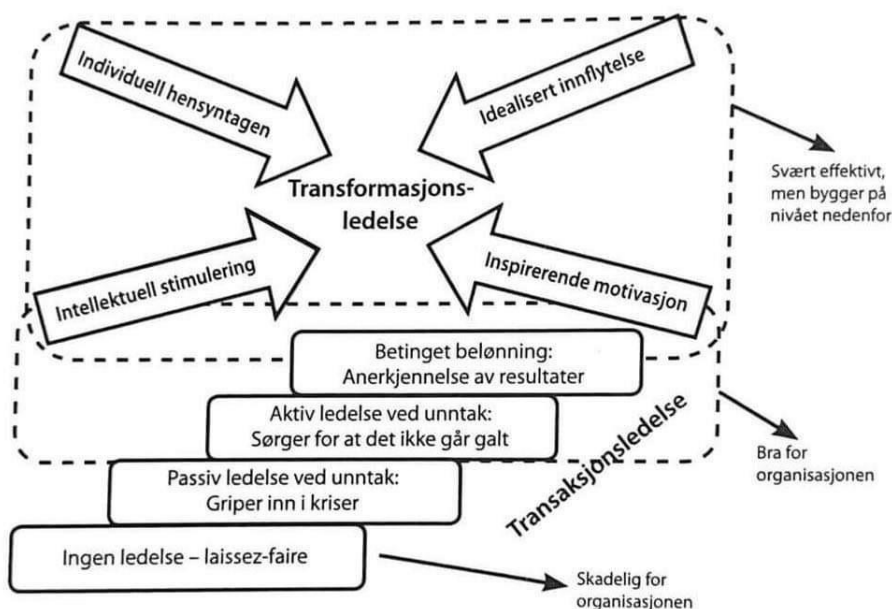 Individuell hensyntagen
Idealisert innflytelse
Svært effektivt,
men bygger på
nivået nedenfor
Transformasjons-
ledelse
Intellektuell stimulering
Inspirerende motivasjon
Betinget belønning:
Anerkjennelse av resultater
Aktiv ledelse ved unntak:
Sørger for at det ikke går galt
Transaksjonsledelse
Bra for
organisasjonen
Passiv ledelse ved unntak:
Griper inn i kriser
Ingen ledelse – laissez-faire
Skadelig for
organisasjonen